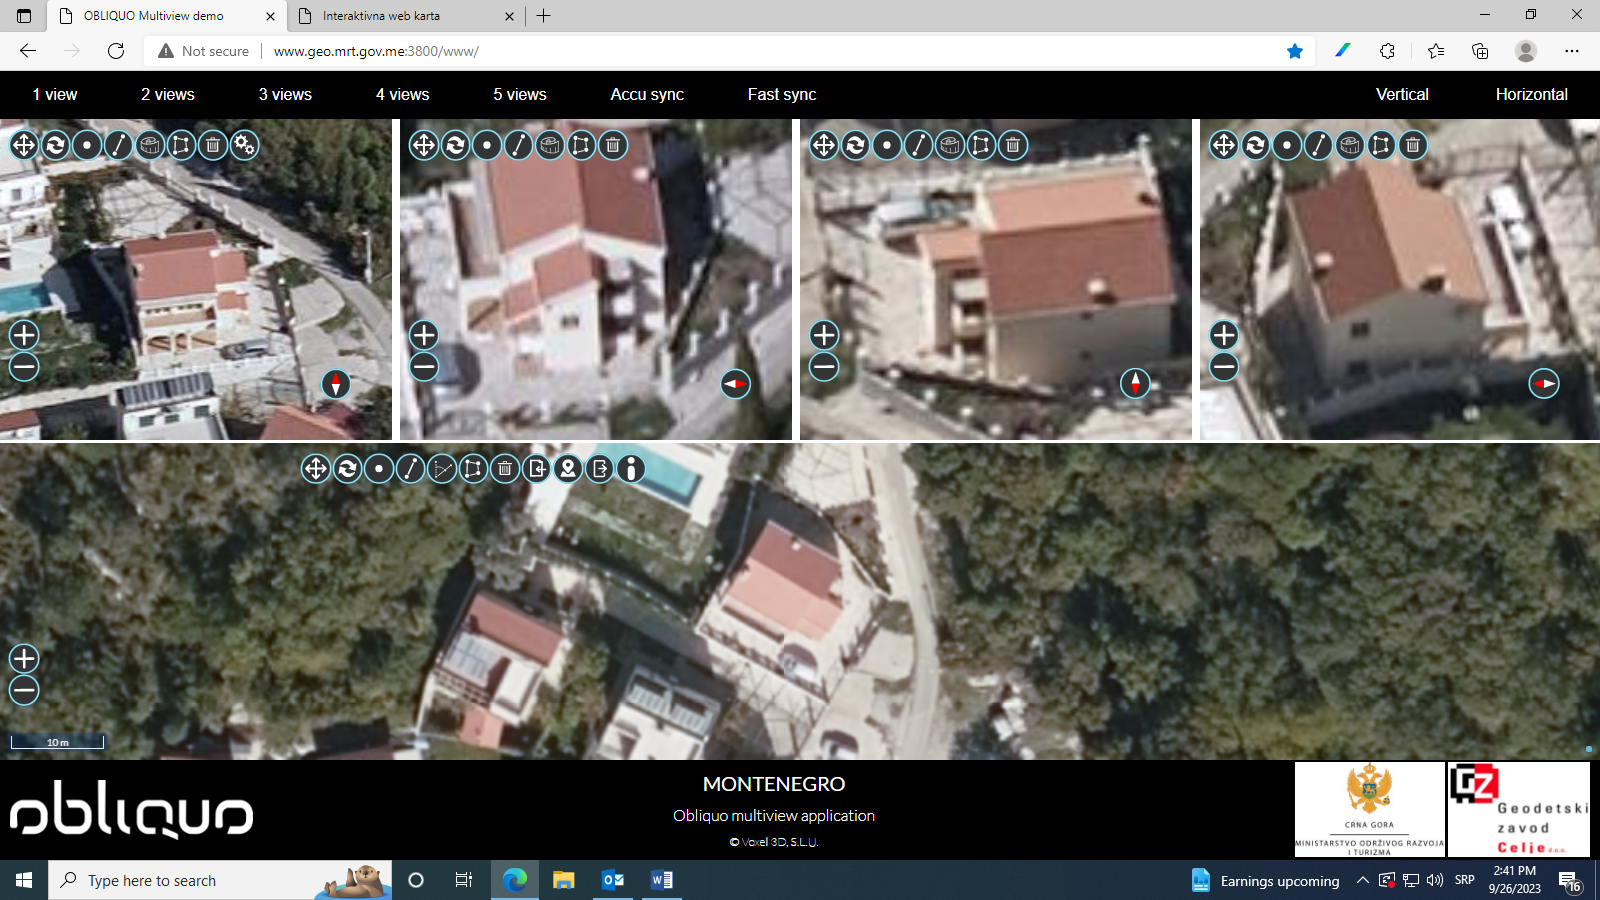 OBLIQUO Multiview demo
Interaktivna web karta
Not secure
www.geo.mrt.gov.me:3800/www/
1 view
2 views
3 views
4 views
5 views
Accu sync
Fast sync
Vertical
Horizontal
10 m
obliquo
MONTENEGRO
Obliquo multiview application
© Voxel 3D, S.L.U.
CRNA GORA
MINISTARSTVO ODRŽIVOG RAZVOJA
I TURIZMA
GZ
Geodetski
zavod
Celje d.o.o.
Type here to search
Earnings upcoming
SRP
2:41 PM
9/26/2023
16